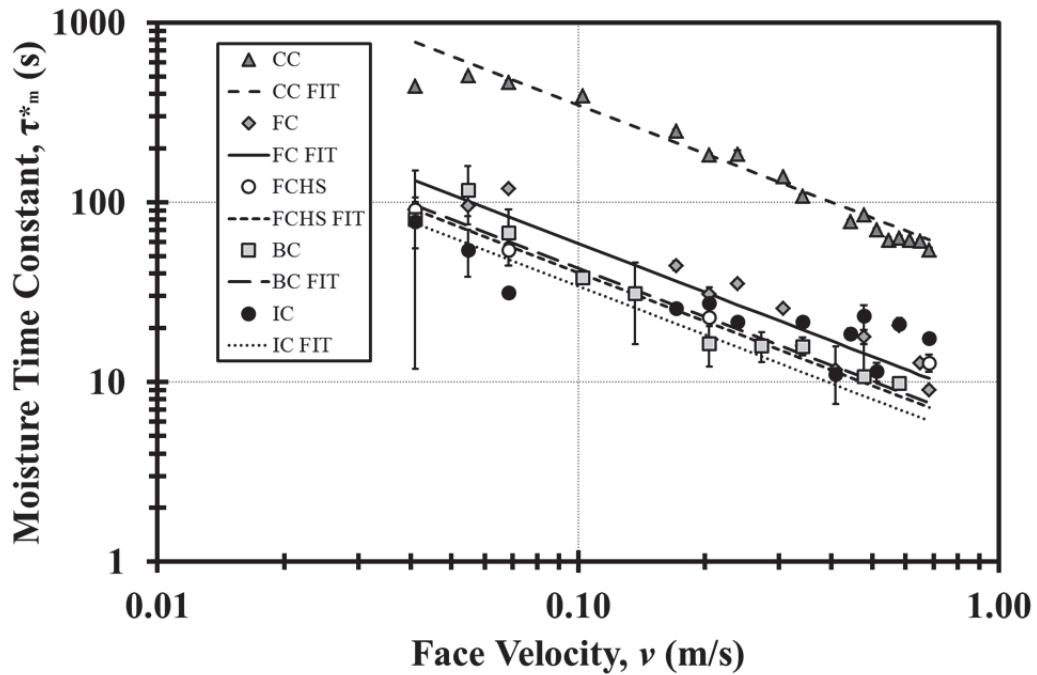 1000
100
10
1
Moisture Time Constant, τ*ₘ (s)
CC
CC FIT
FC
FC FIT
FCHS
FCHS FIT
BC
BC FIT
IC
IC FIT
0.01
0.10
1.00
Face Velocity, v (m/s)